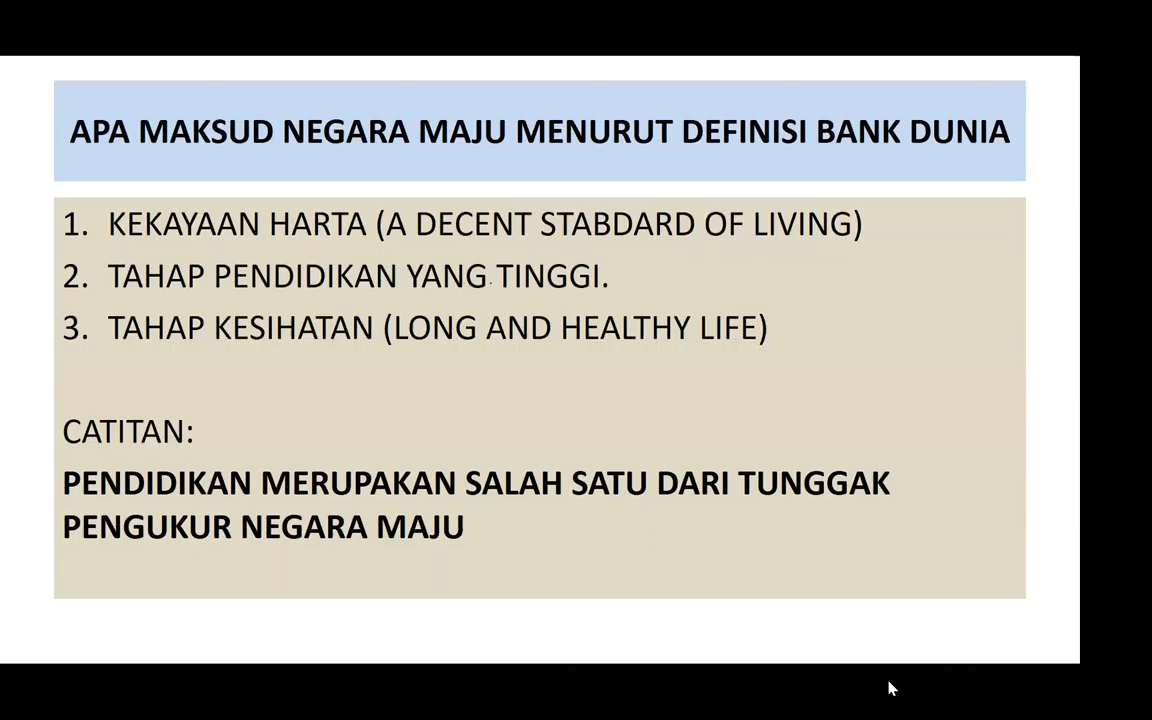 APA MAKSUD NEGARA MAJU MENURUT DEFINISI BANK DUNIA
1. KEKAYAAN HARTA (A DECENT STABDARD OF LIVING)
2. TAHAP PENDIDIKAN YANG TINGGI.
3. TAHAP KESIHATAN (LONG AND HEALTHY LIFE)
CATITAN:
PENDIDIKAN MERUPAKAN SALAH SATU DARI TUNGGAK
PENGUKUR NEGARA MAJU